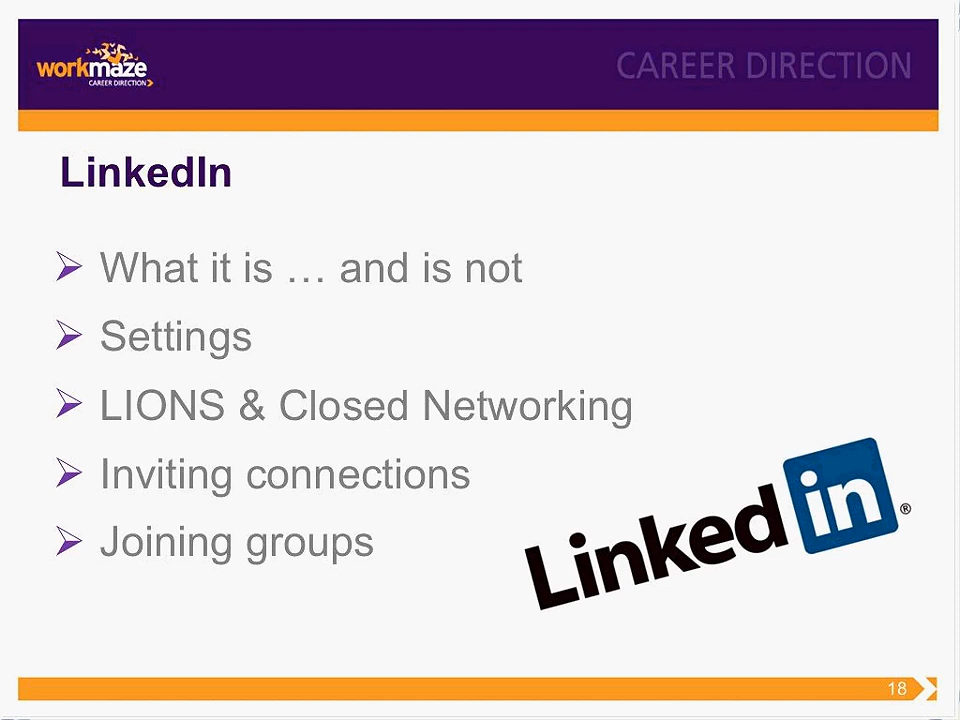 workmaze
CAREER DIRECTION
CAREER DIRECTION
LinkedIn
What it is … and is not
Settings
LIONS & Closed Networking
Inviting connections
Joining groups
Linked in ®
18